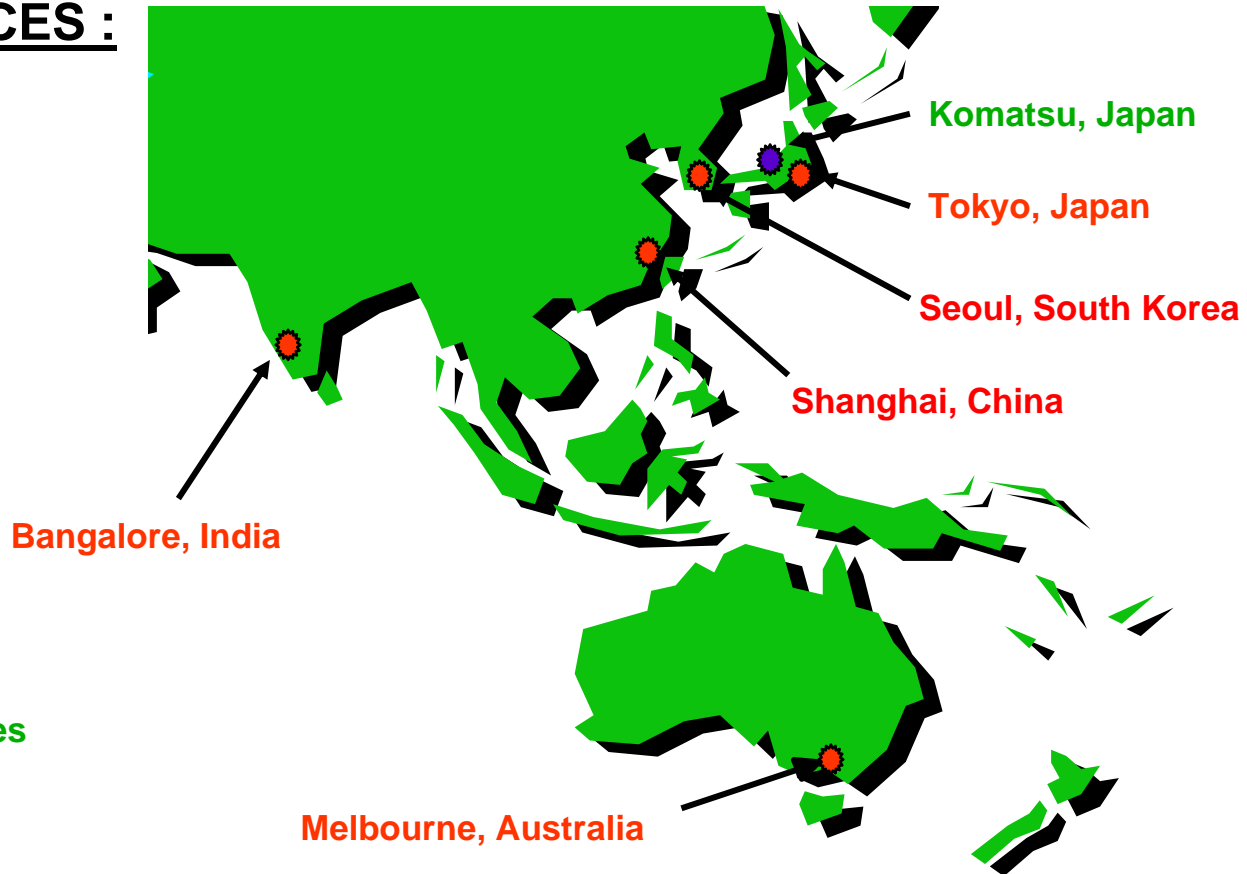 CES :
Komatsu, Japan
Tokyo, Japan
Seoul, South Korea
Shanghai, China
Bangalore, India
es
Melbourne, Australia